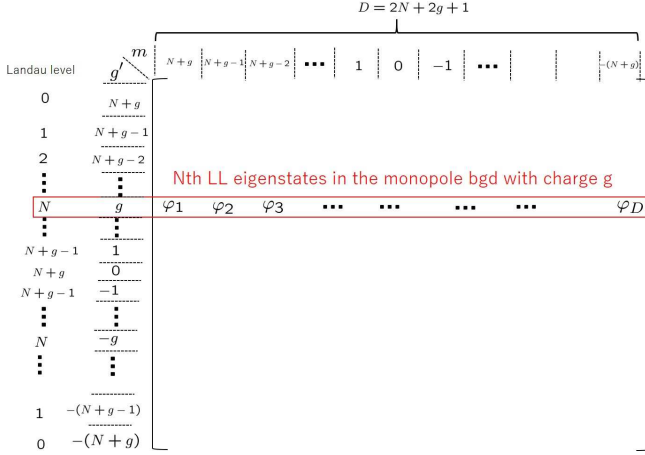 D = 2N + 2g + 1
m
Landau level g′ N+g N+g−1 N+g−2 ⋯ 1 0 −1 ⋯ −(N+g)
0 N+g
1 N+g−1
2 N+g−2
⋮ ⋮ Nth LL eigenstates in the monopole bgd with charge g
N g φ1 φ2 φ3 ⋯ ⋯ ⋯ ⋯ φD
⋮ ⋮
N+g−1 1
N+g 0
N+g−1 −1
⋮ ⋮
N −g
⋮ ⋮
1 −(N+g−1)
0 −(N+g)